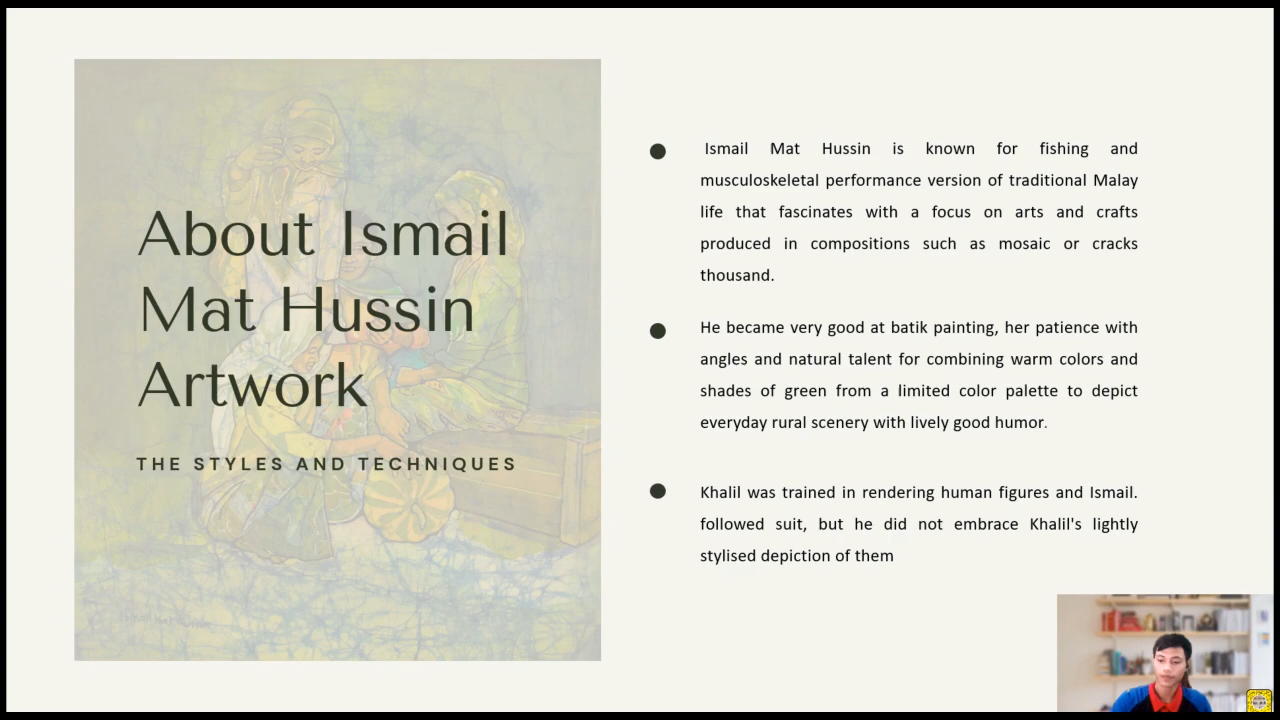 About Ismail
Mat Hussin
Artwork
THE STYLES AND TECHNIQUES
Ismail Mat Hussin is known for fishing and
musculoskeletal performance version of traditional Malay
life that fascinates with a focus on arts and crafts
produced in compositions such as mosaic or cracks
thousand.
He became very good at batik painting, her patience with
angles and natural talent for combining warm colors and
shades of green from a limited color palette to depict
everyday rural scenery with lively good humor.
Khalil was trained in rendering human figures and Ismail.
followed suit, but he did not embrace Khalil's lightly
stylised depiction of them